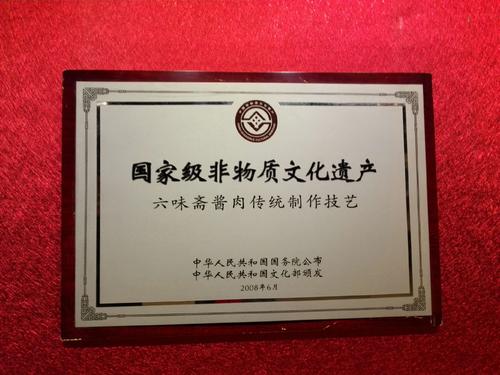 国家级非物质文化遗产
六味斋酱肉传统制作技艺
中华人民共和国国务院公布
中华人民共和国文化部颁发
2008年6月